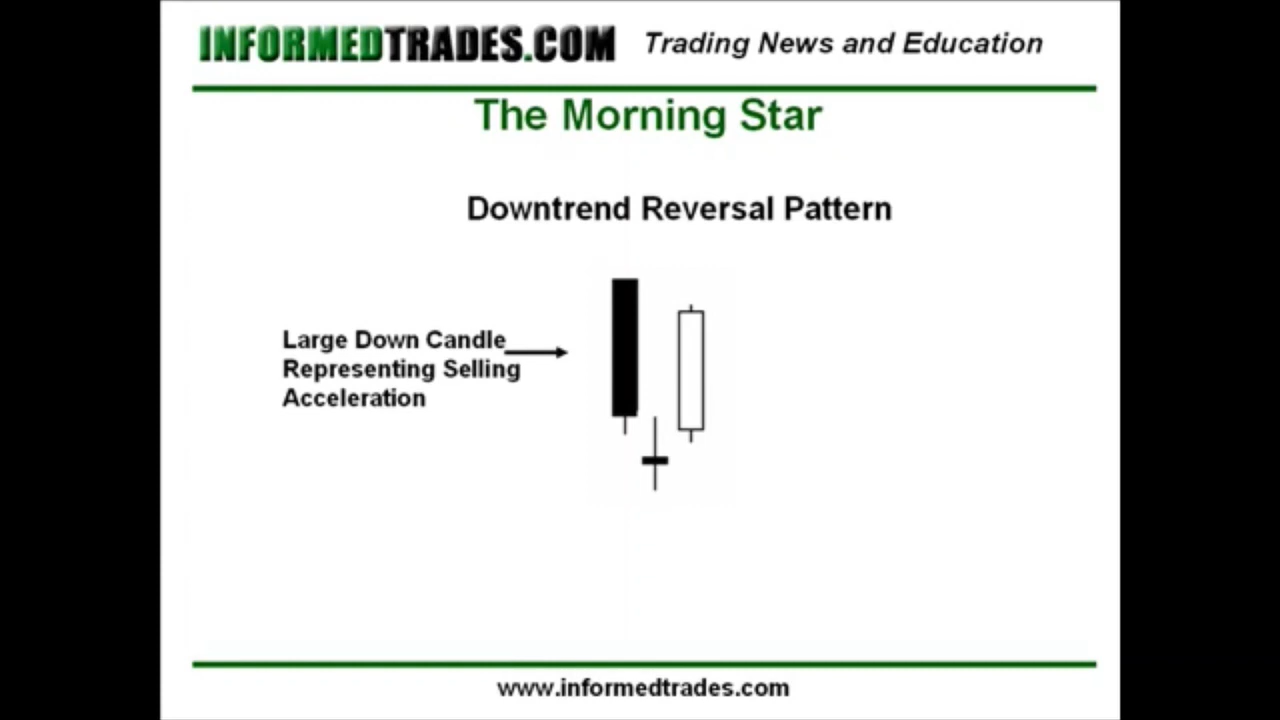 INFORMEDTRADES.COM Trading News and Education
The Morning Star
Downtrend Reversal Pattern
Large Down Candle
Representing Selling
Acceleration
www.informedtrades.com